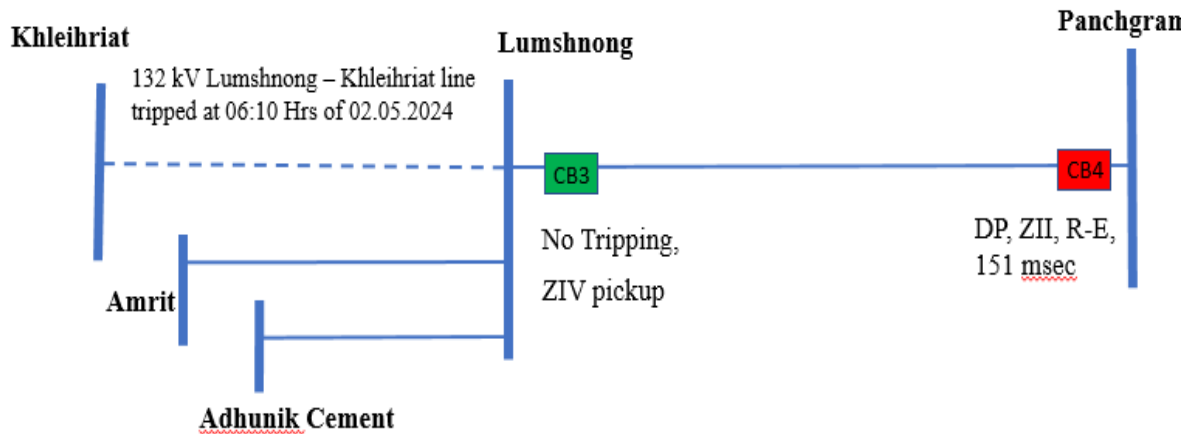 Khleihriat
132 kV Lumshnong – Khleihriat line
tripped at 06:10 Hrs of 02.05.2024
Lumshnong
Panchgram
CB3
CB4
No Tripping,
ZIV pickup
DP, ZII, R-E,
151 msec
Amrit
Adhunik Cement